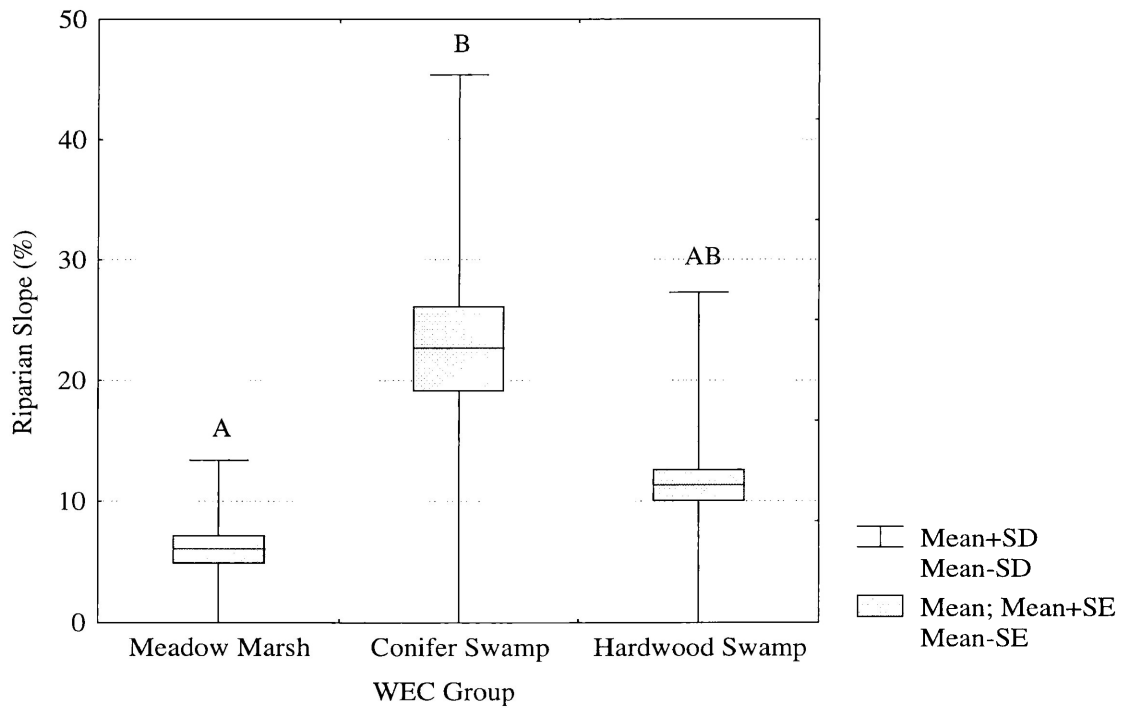 50
B
40
30
AB
Riparian Slope (%)
20
A
10
Mean+SD
Mean-SD
Mean; Mean+SE
Mean-SE
0
Meadow Marsh Conifer Swamp Hardwood Swamp
WEC Group